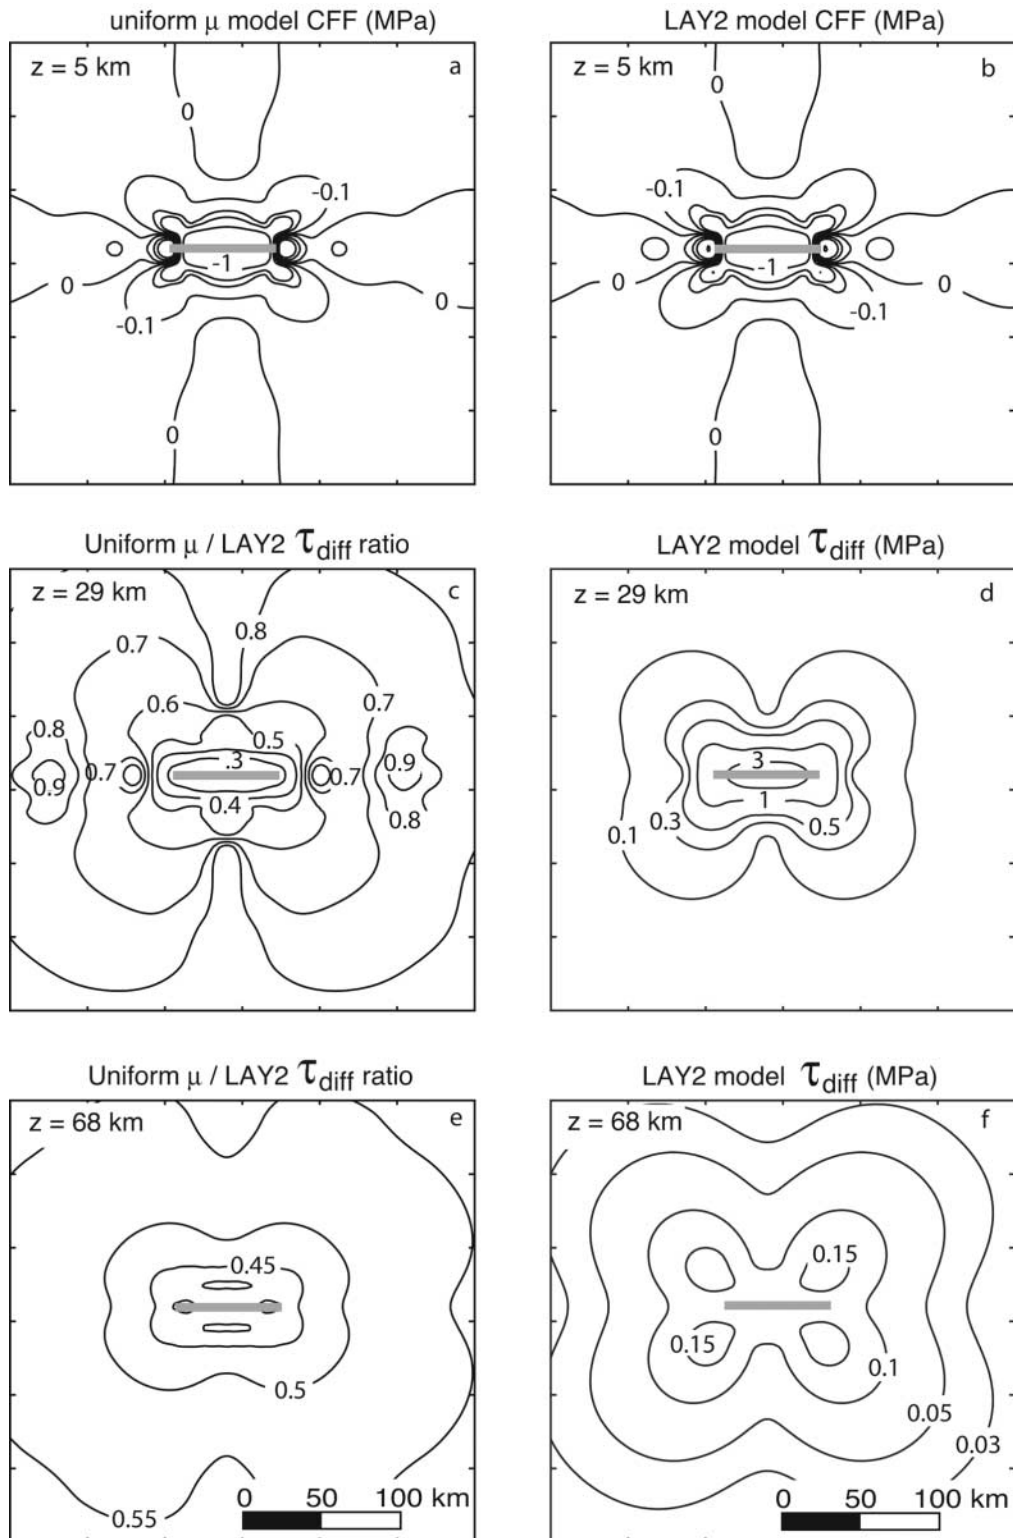 uniform μ model CFF (MPa)
LAY2 model CFF (MPa)
z = 5 km
a
0
-0.1
-1
0
0
-0.1
0
z = 5 km
b
0
-0.1
-1
0
0
-0.1
0
Uniform μ / LAY2 τdiff ratio
LAY2 model τdiff (MPa)
z = 29 km
c
0.8
0.7
0.6
0.7
0.5
0.8
0.9
.3
0.7
0.7
0.9
0.4
0.8
z = 29 km
d
3
1
0.3
0.5
0.1
Uniform μ / LAY2 τdiff ratio
LAY2 model τdiff (MPa)
z = 68 km
e
0.45
0.5
0.55
0 50 100 km
z = 68 km
f
0.15
0.15
0.1
0.05
0.03
0 50 100 km